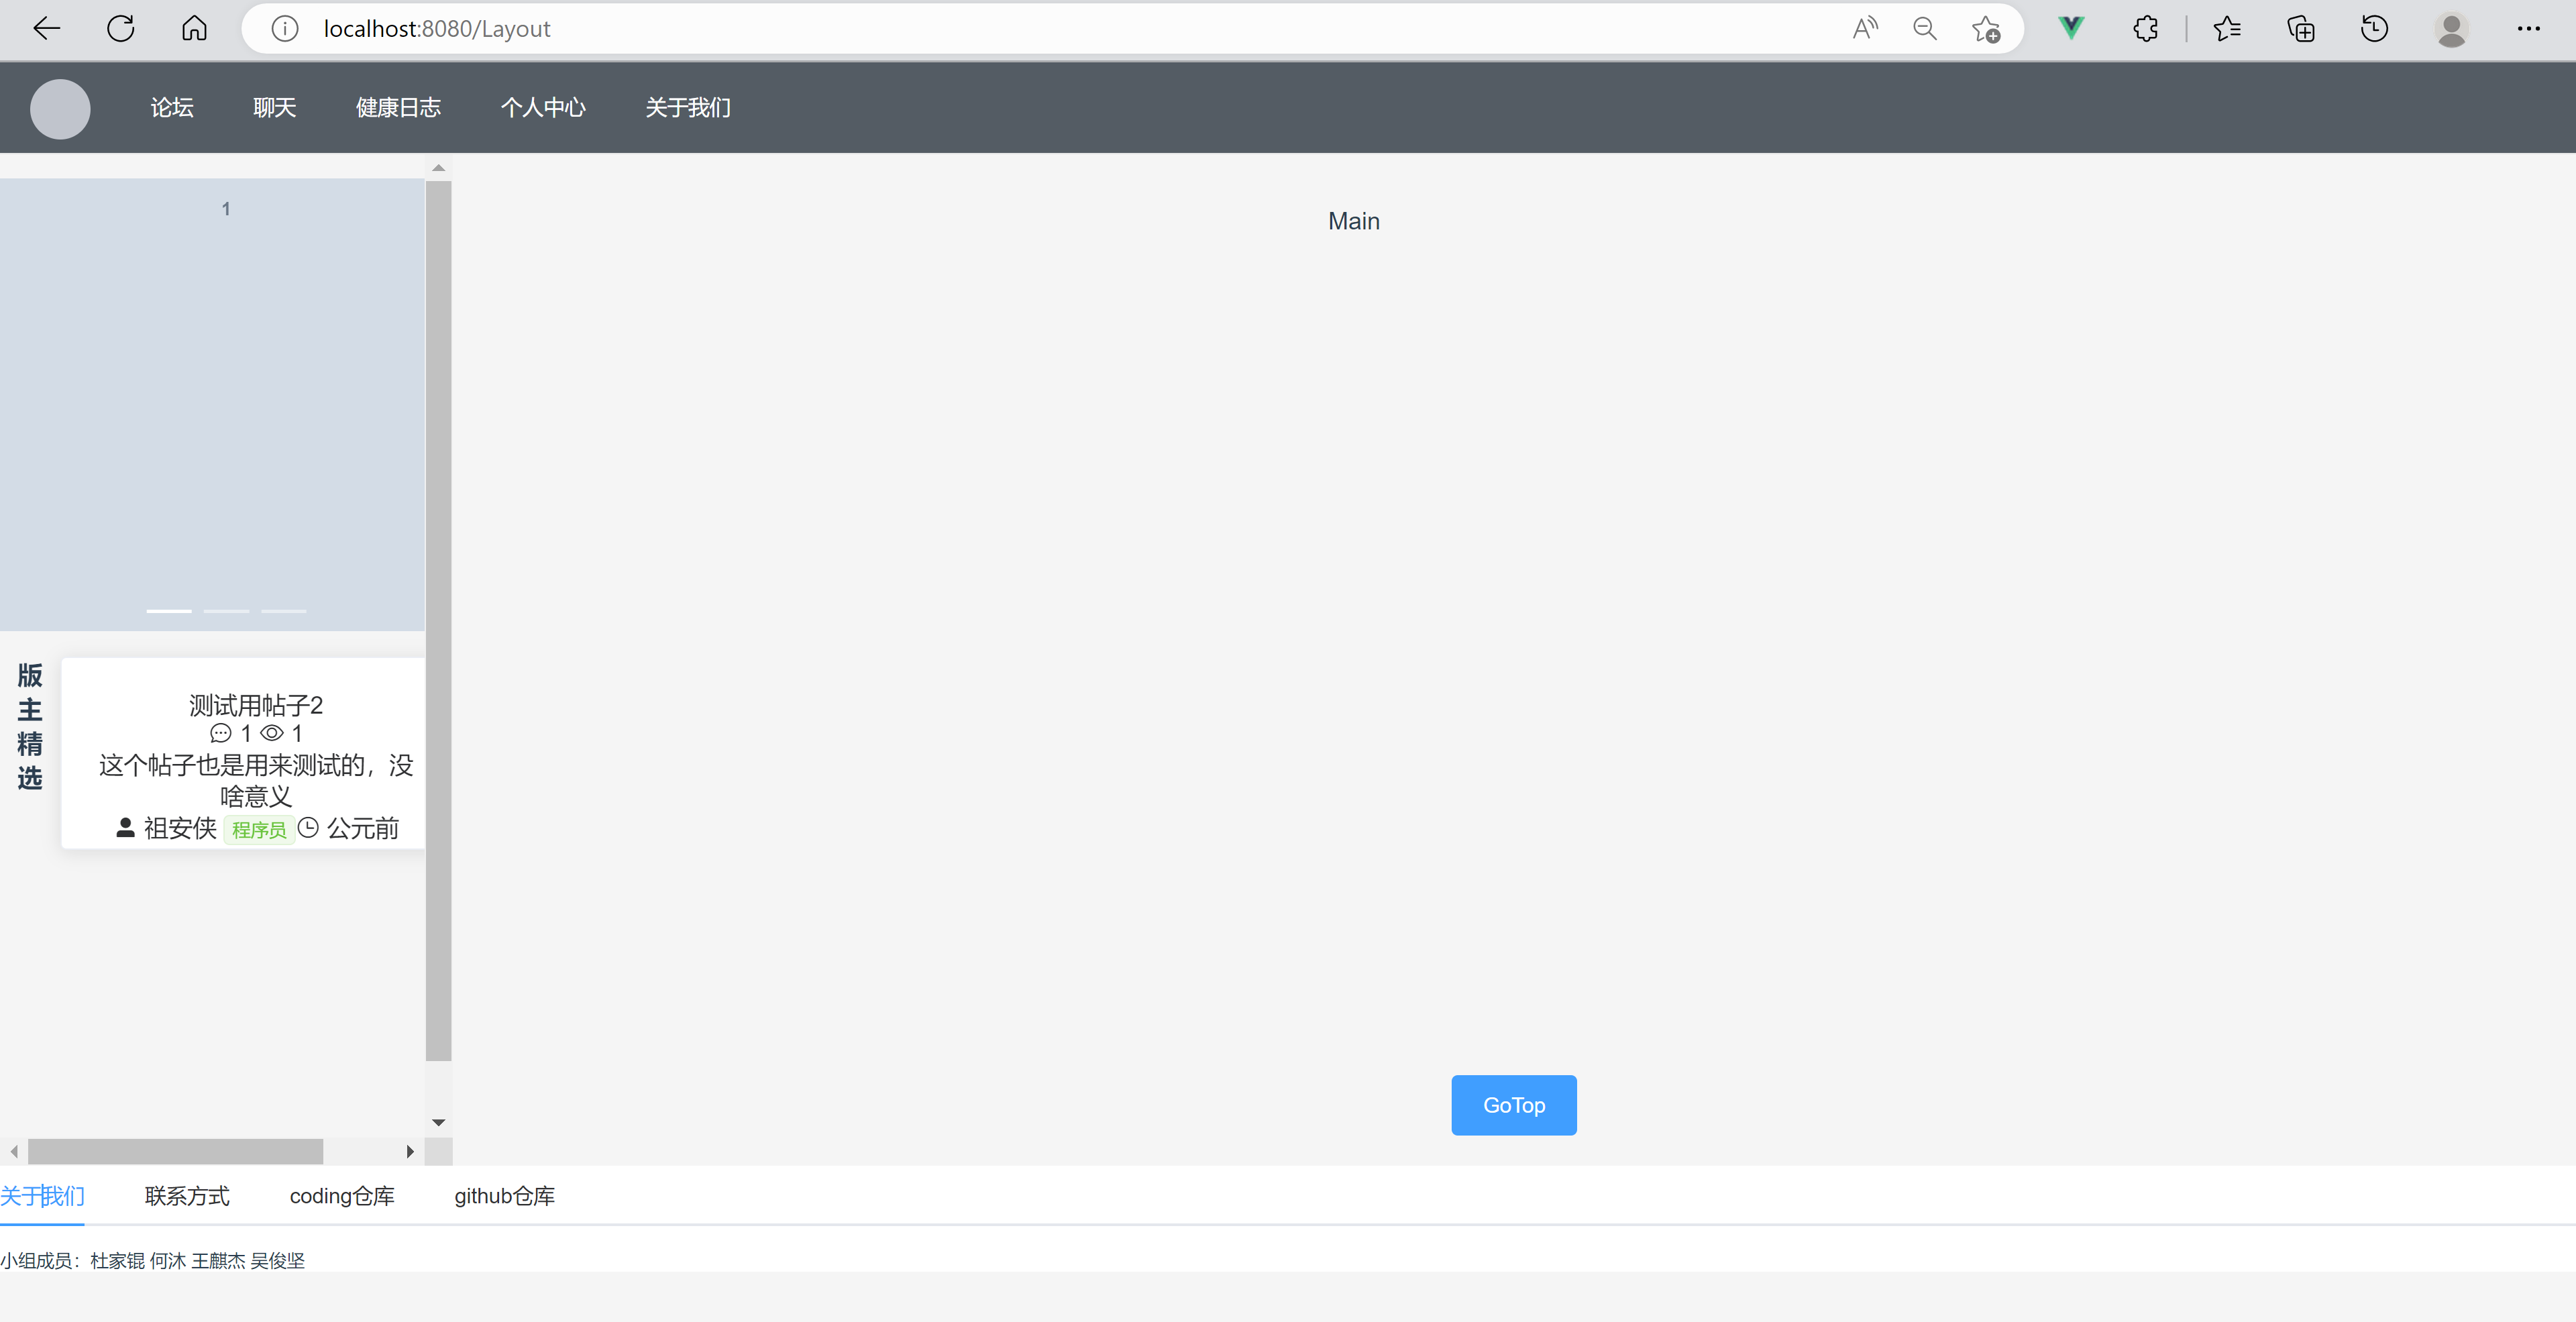 localhost:8080/Layout
论坛 聊天 健康日志 个人中心 关于我们
1
Main
版
主
精
选
测试用帖子2
1 1
这个帖子也是用来测试的，没
啥意义
祖安侠 程序员 公元前
GoTop
关于我们 联系方式 coding仓库 github仓库
小组成员：杜家锟 何沐 王麒杰 吴俊坚